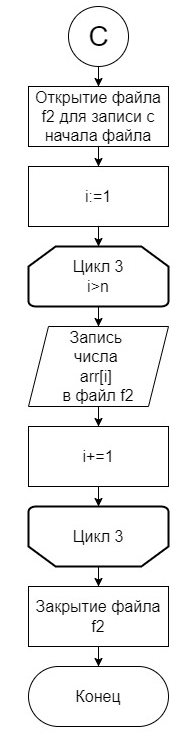 С
Открытие файла
f2 для записи с
начала файла
i:=1
Цикл 3
i>n
Запись
числа
arr[i]
в файл f2
i+=1
Цикл 3
Закрытие файла
f2
Конец